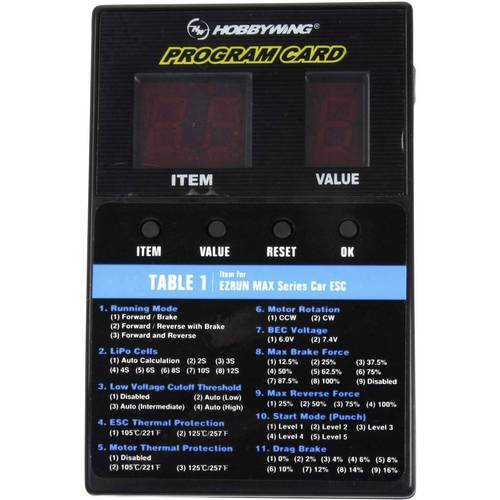 HOBBYWING
PROGRAM CARD
ITEM VALUE
ITEM VALUE RESET OK
TABLE 1 Item for
EZRUN MAX Series Car ESC
1. Running Mode
(1) Forward / Brake
(2) Forward / Reverse with Brake
(3) Forward and Reverse
2. LiPo Cells
(1) Auto Calculation (2) 2S (3) 3S
(4) 4S (5) 6S (6) 8S (7) 10S (8) 12S
3. Low Voltage Cutoff Threshold
(1) Disabled (2) Auto (Low)
(3) Auto (Intermediate) (4) Auto (High)
4. ESC Thermal Protection
(1) 105℃/221℉ (2) 125℃/257℉
5. Motor Thermal Protection
(1) Disabled
(2) 105℃/221℉ (3) 125℃/257℉
6. Motor Rotation
(1) CCW (2) CW
7. BEC Voltage
(1) 6.0V (2) 7.4V
8. Max Brake Force
(1) 12.5% (2) 25% (3) 37.5%
(4) 50% (5) 62.5% (6) 75%
(7) 87.5% (8) 100% (9) Disabled
9. Max Reverse Force
(1) 25% (2) 50% (3) 75% (4) 100%
10. Start Mode (Punch)
(1) Level 1 (2) Level 2 (3) Level 3
(4) Level 4 (5) Level 5
11. Drag Brake
(1) 0% (2) 2% (3) 4% (4) 6% (5) 8%
(6) 10% (7) 12% (8) 14% (9) 16%